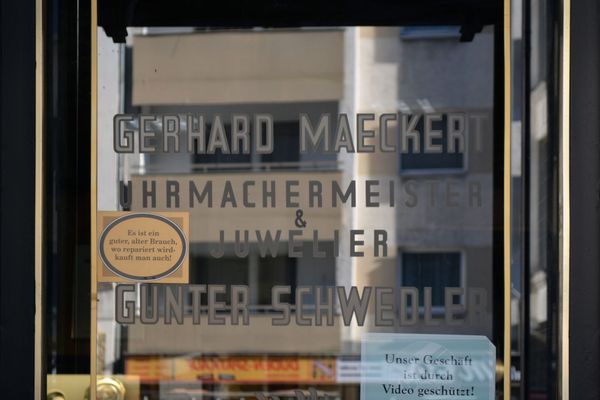 GERHARD MAECKERT
UHRMACHERMEISTER
&
JUWELIER
GÜNTER SCHWEDLER
Es ist ein
guter, alter Brauch,
wo repariert wird-
kauft man auch!
Unser Geschäft
ist durch
Video geschützt!